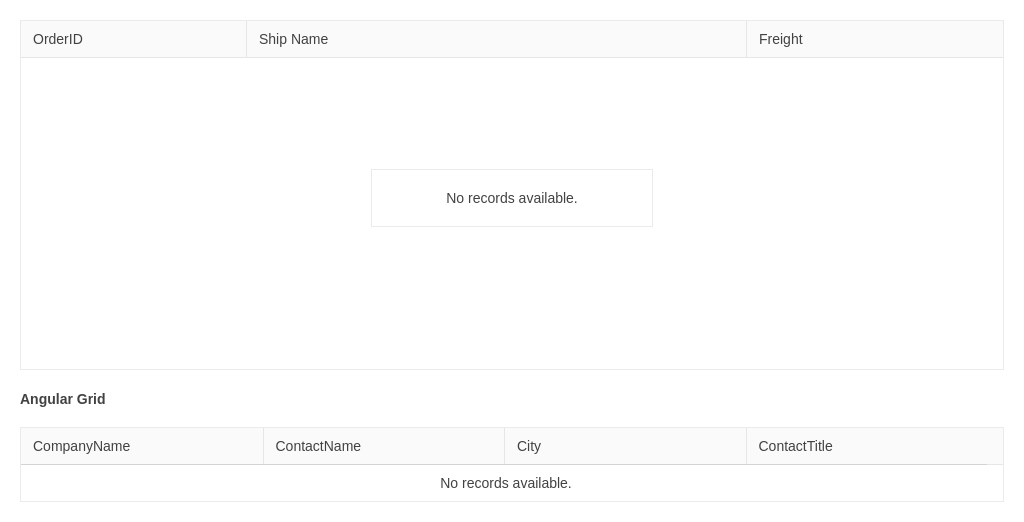 OrderID Ship Name Freight
No records available.
Angular Grid
CompanyName ContactName City ContactTitle
No records available.